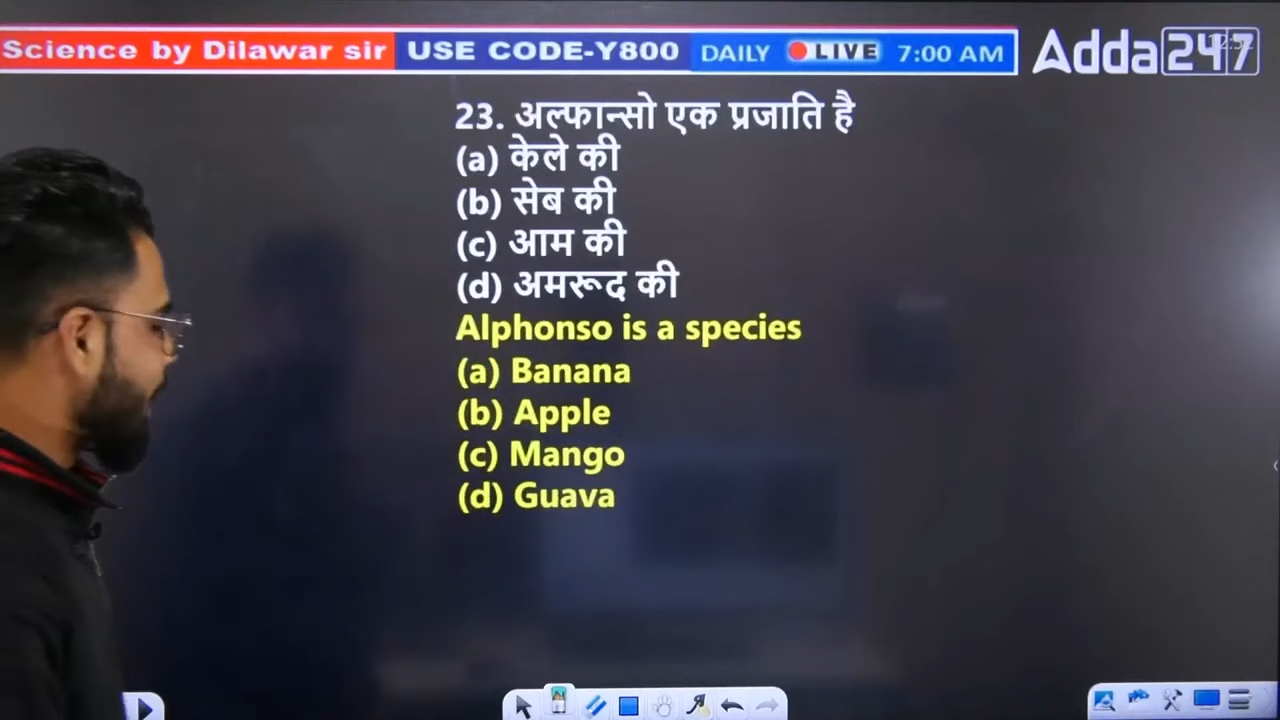 Science by Dilawar sir USE CODE-Y800 DAILY LIVE 7:00 AM Adda247
23. अल्फान्सो एक प्रजाति है
(a) केले की
(b) सेब की
(c) आम की
(d) अमरूद की
Alphonso is a species
(a) Banana
(b) Apple
(c) Mango
(d) Guava